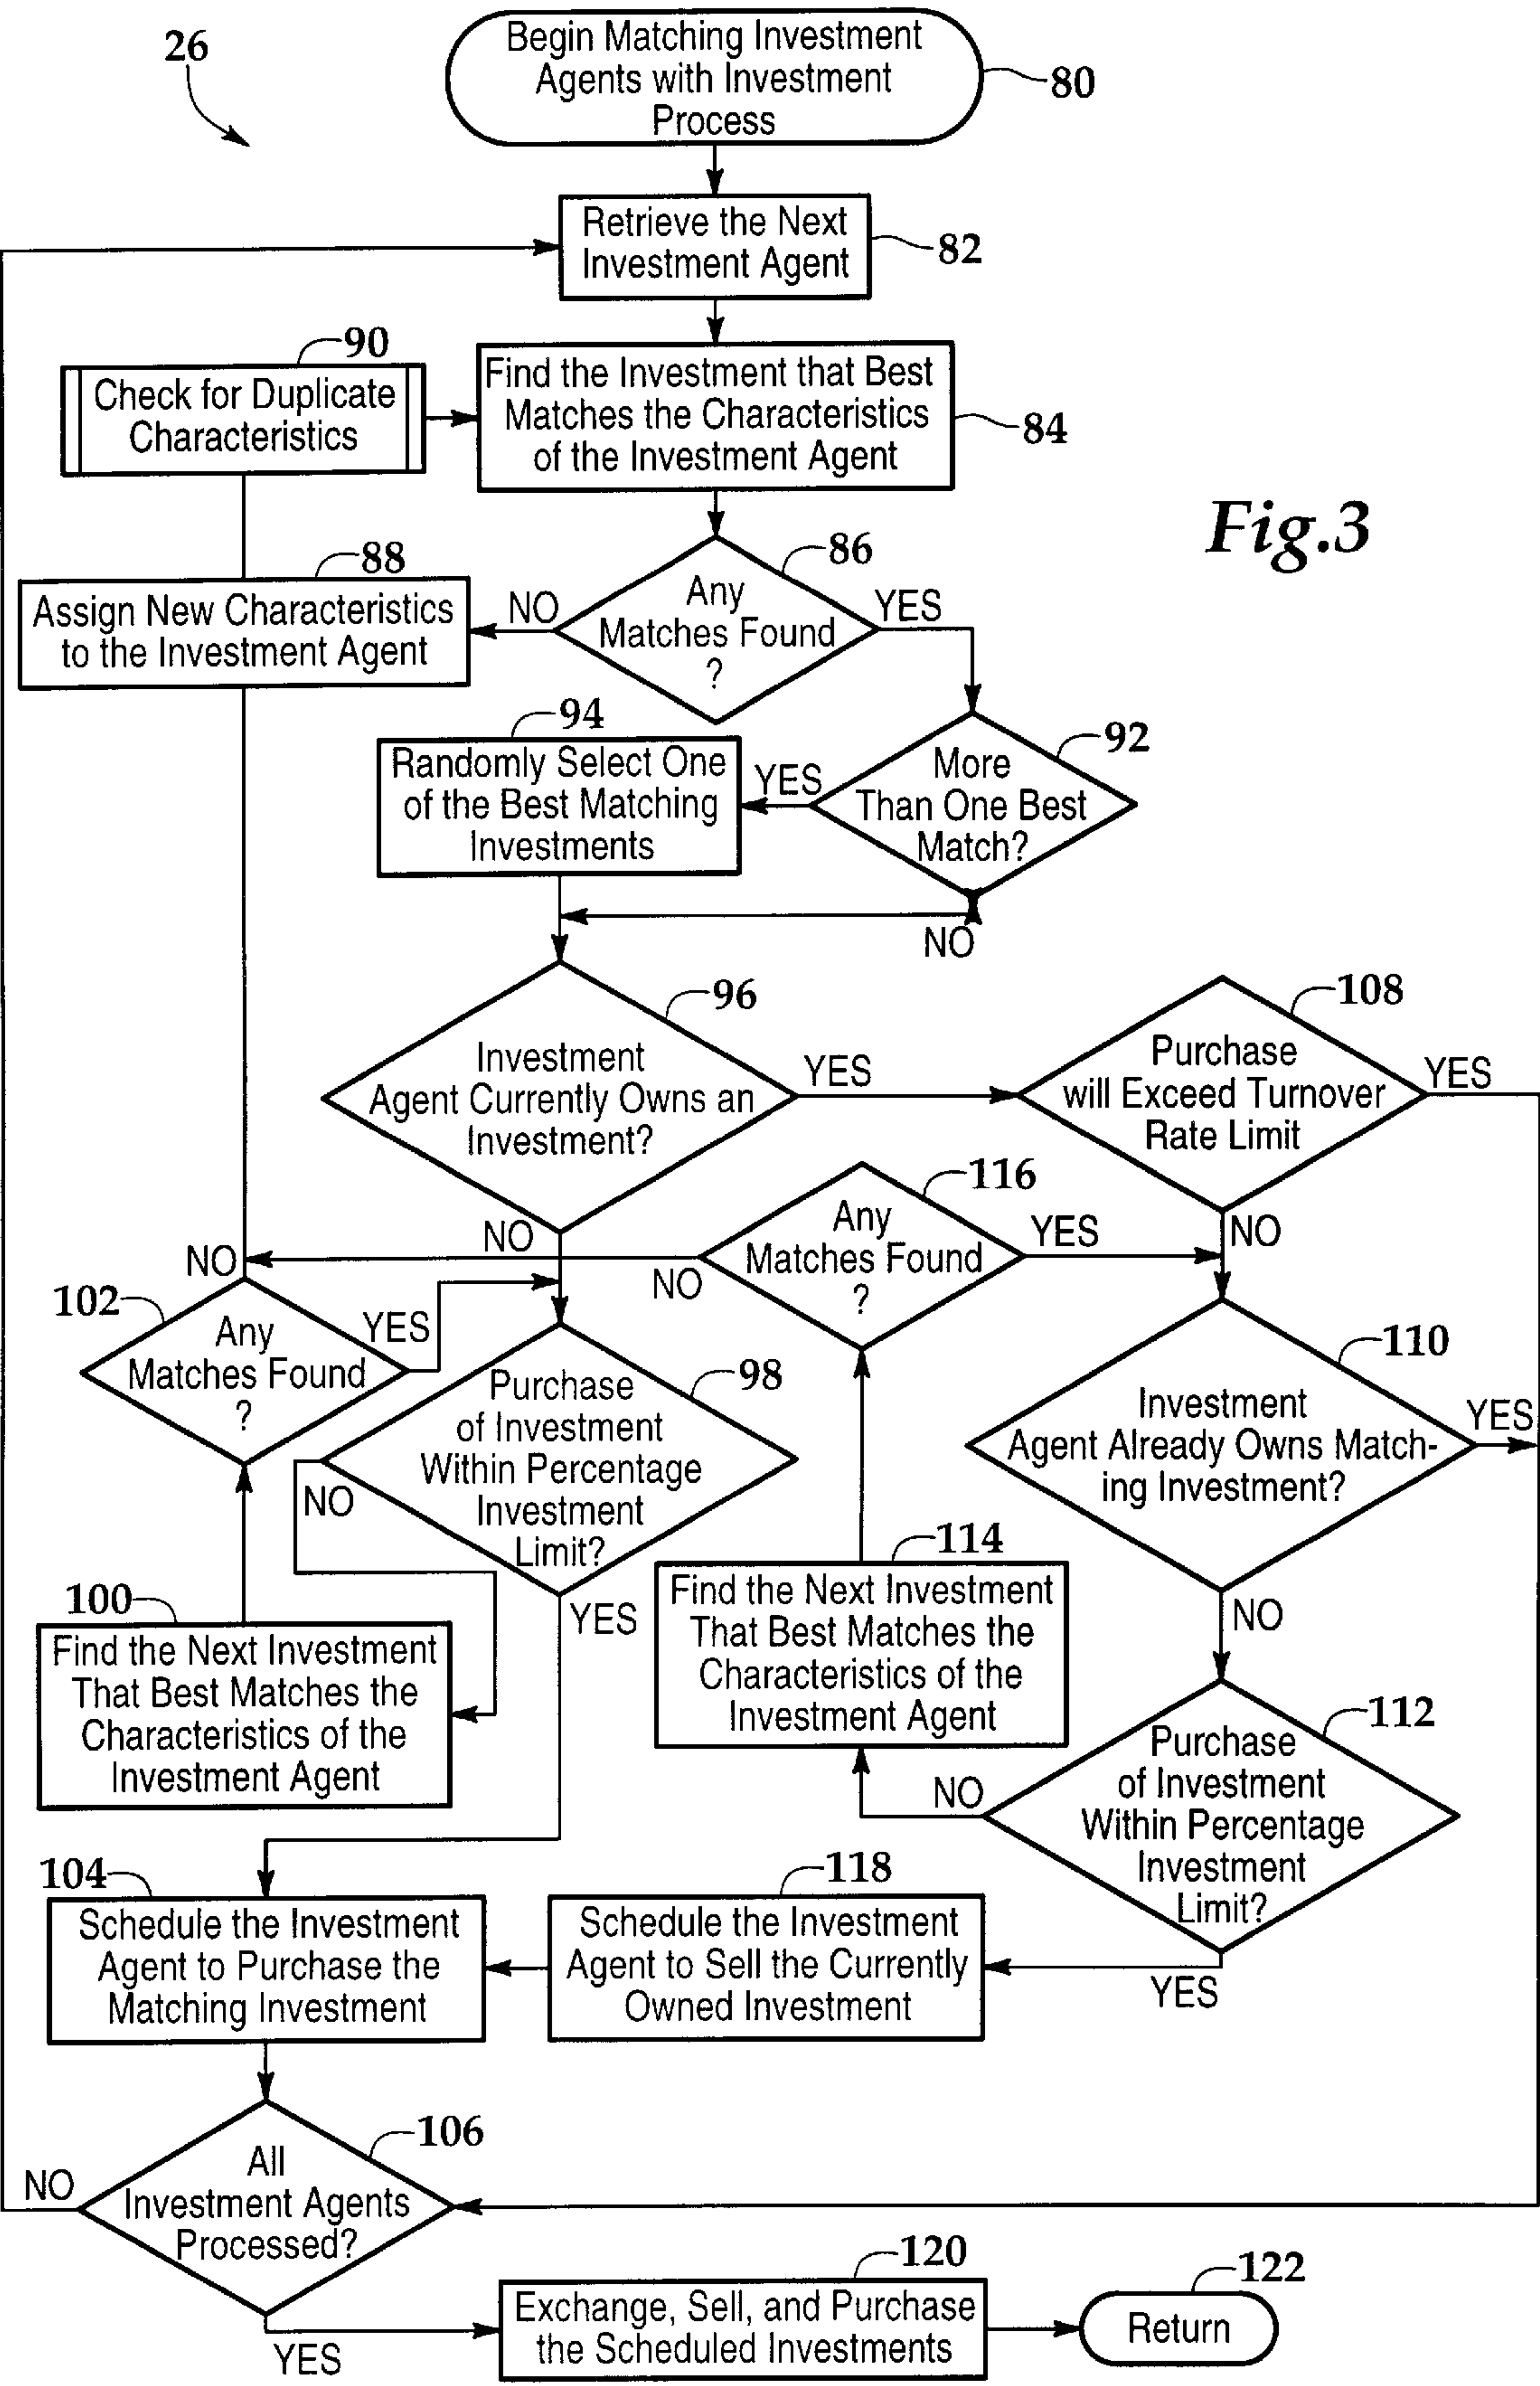 26
Begin Matching Investment
Agents with Investment
Process
80
Retrieve the Next
Investment Agent
82
90
Check for Duplicate
Characteristics
Find the Investment that Best
Matches the Characteristics
of the Investment Agent
84
Fig.3
88
Assign New Characteristics
to the Investment Agent
NO
86
Any
Matches Found
?
YES
94
Randomly Select One
of the Best Matching
Investments
YES
92
More
Than One Best
Match?
NO
96
Investment
Agent Currently Owns an
Investment?
YES
108
Purchase
will Exceed Turnover
Rate Limit
YES
NO
116
Any
Matches Found
?
YES
NO
NO
NO
102
Any
Matches Found
?
YES
98
Purchase
of Investment
Within Percentage
Investment
Limit?
NO
YES
110
Investment
Agent Already Owns Match-
ing Investment?
YES
NO
100
Find the Next Investment
That Best Matches the
Characteristics of the
Investment Agent
114
Find the Next Investment
That Best Matches the
Characteristics of the
Investment Agent
112
Purchase
of Investment
Within Percentage
Investment
Limit?
NO
YES
104
Schedule the Investment
Agent to Purchase the
Matching Investment
118
Schedule the Investment
Agent to Sell the Currently
Owned Investment
106
All
Investment Agents
Processed?
NO
YES
120
Exchange, Sell, and Purchase
the Scheduled Investments
122
Return